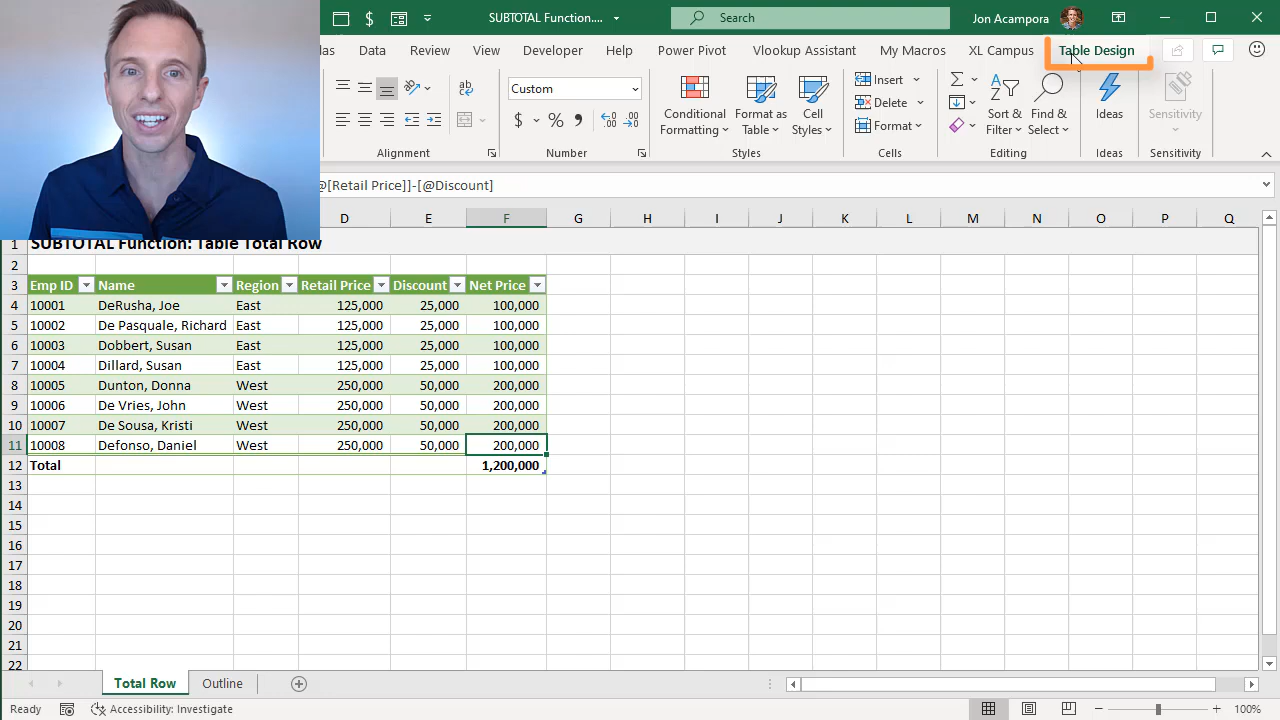 $ SUBTOTAL Function.... Search Jon Acampora
las Data Review View Developer Help Power Pivot Vlookup Assistant My Macros XL Campus Table Design
ab
Custom
$ % ,
Conditional Formatting
Format as Table
Cell Styles
Insert
Delete
Format
Sort & Filter
Find & Select
Ideas
Sensitivity
Alignment Number Styles Cells Editing Ideas Sensitivity
@[Retail Price]]-[@Discount]
D E F G H I J K L M N O P Q
1 SUBTOTAL Function: Table Total Row
2
3 Emp ID Name Region Retail Price Discount Net Price
4 10001 DeRusha, Joe East 125,000 25,000 100,000
5 10002 De Pasquale, Richard East 125,000 25,000 100,000
6 10003 Dobbert, Susan East 125,000 25,000 100,000
7 10004 Dillard, Susan East 125,000 25,000 100,000
8 10005 Dunton, Donna West 250,000 50,000 200,000
9 10006 De Vries, John West 250,000 50,000 200,000
10 10007 De Sousa, Kristi West 250,000 50,000 200,000
11 10008 Defonso, Daniel West 250,000 50,000 200,000
12 Total 1,200,000
13
14
15
16
17
18
19
20
21
22
Total Row Outline
Ready Accessibility: Investigate 100%